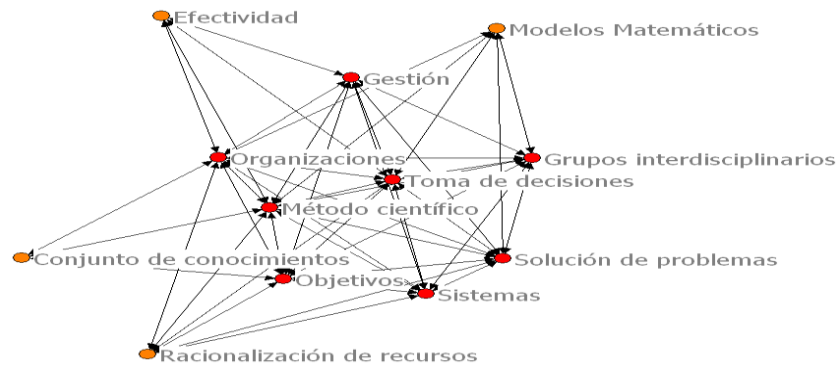 Efectividad
Modelos Matemáticos
Gestión
Organizaciones
Grupos interdisciplinarios
Toma de decisiones
Método científico
Conjunto de conocimientos
Solución de problemas
Objetivos
Sistemas
Racionalización de recursos